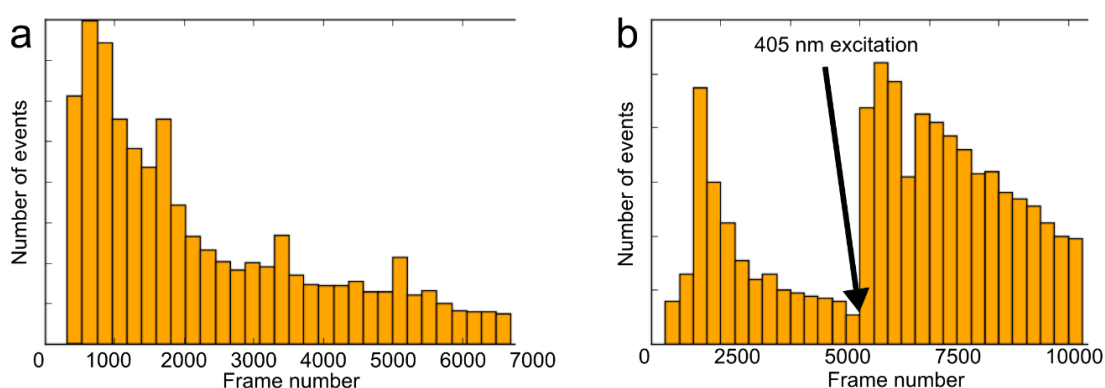 a
Number of events
0 1000 2000 3000 4000 5000 6000 7000
Frame number
b
405 nm excitation
Number of events
0 2500 5000 7500 10000
Frame number